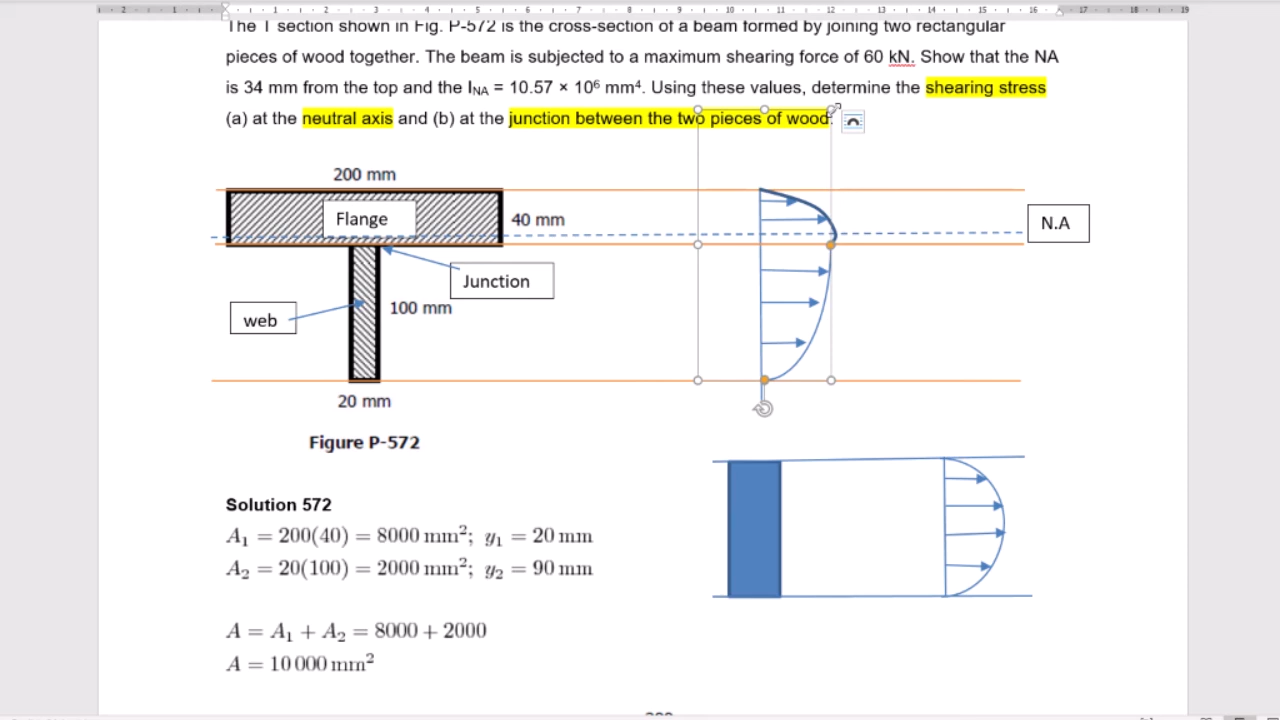 The T section shown in Fig. P-572 is the cross-section of a beam formed by joining two rectangular
pieces of wood together. The beam is subjected to a maximum shearing force of 60 kN. Show that the NA
is 34 mm from the top and the I_NA = 10.57 × 10⁶ mm⁴. Using these values, determine the shearing stress
(a) at the neutral axis and (b) at the junction between the two pieces of wood.
200 mm
Flange
40 mm
N.A
Junction
web
100 mm
20 mm
Figure P-572
Solution 572
A₁ = 200(40) = 8000 mm²; y₁ = 20 mm
A₂ = 20(100) = 2000 mm²; y₂ = 90 mm
A = A₁ + A₂ = 8000 + 2000
A = 10 000 mm²